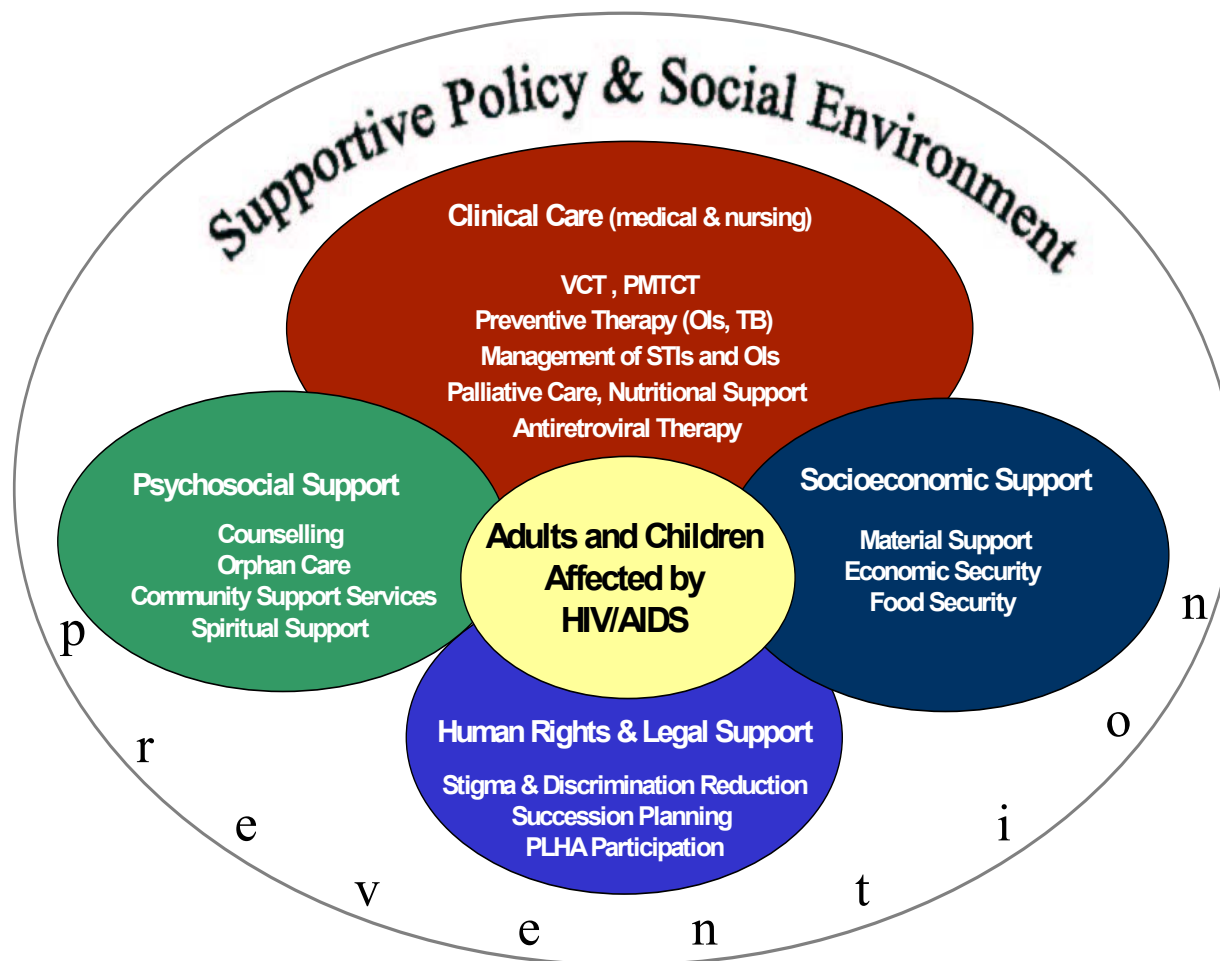 Supportive Policy & Social Environment
Clinical Care (medical & nursing)
VCT , PMTCT
Preventive Therapy (OIs, TB)
Management of STIs and OIs
Palliative Care, Nutritional Support
Antiretroviral Therapy
Psychosocial Support
Counselling
Orphan Care
Community Support Services
Spiritual Support
Adults and Children
Affected by
HIV/AIDS
Socioeconomic Support
Material Support
Economic Security
Food Security
Human Rights & Legal Support
Stigma & Discrimination Reduction
Succession Planning
PLHA Participation
prevention